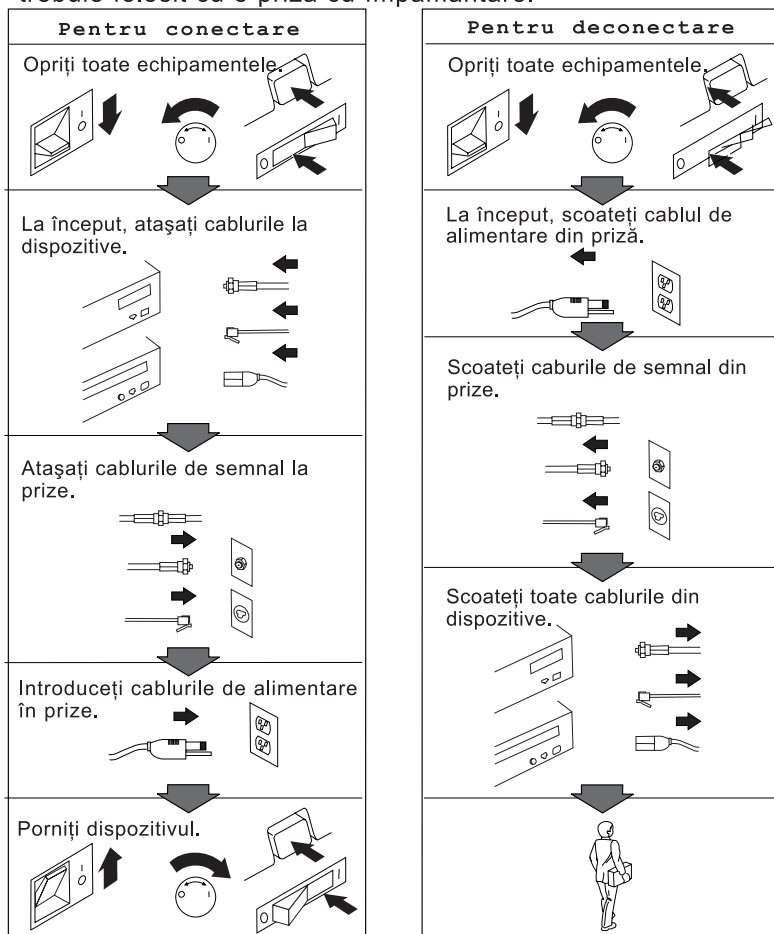 Pentru conectare
Opriți toate echipamentele.
La început, atașați cablurile la
dispozitive.
Atașați cablurile de semnal la
prize.
Introduceți cablurile de alimentare
în prize.
Porniți dispozitivul.
Pentru deconectare
Opriți toate echipamentele.
La început, scoateți cablul de
alimentare din priză.
Scoateți caburile de semnal din
prize.
Scoateți toate cablurile din
dispozitive.